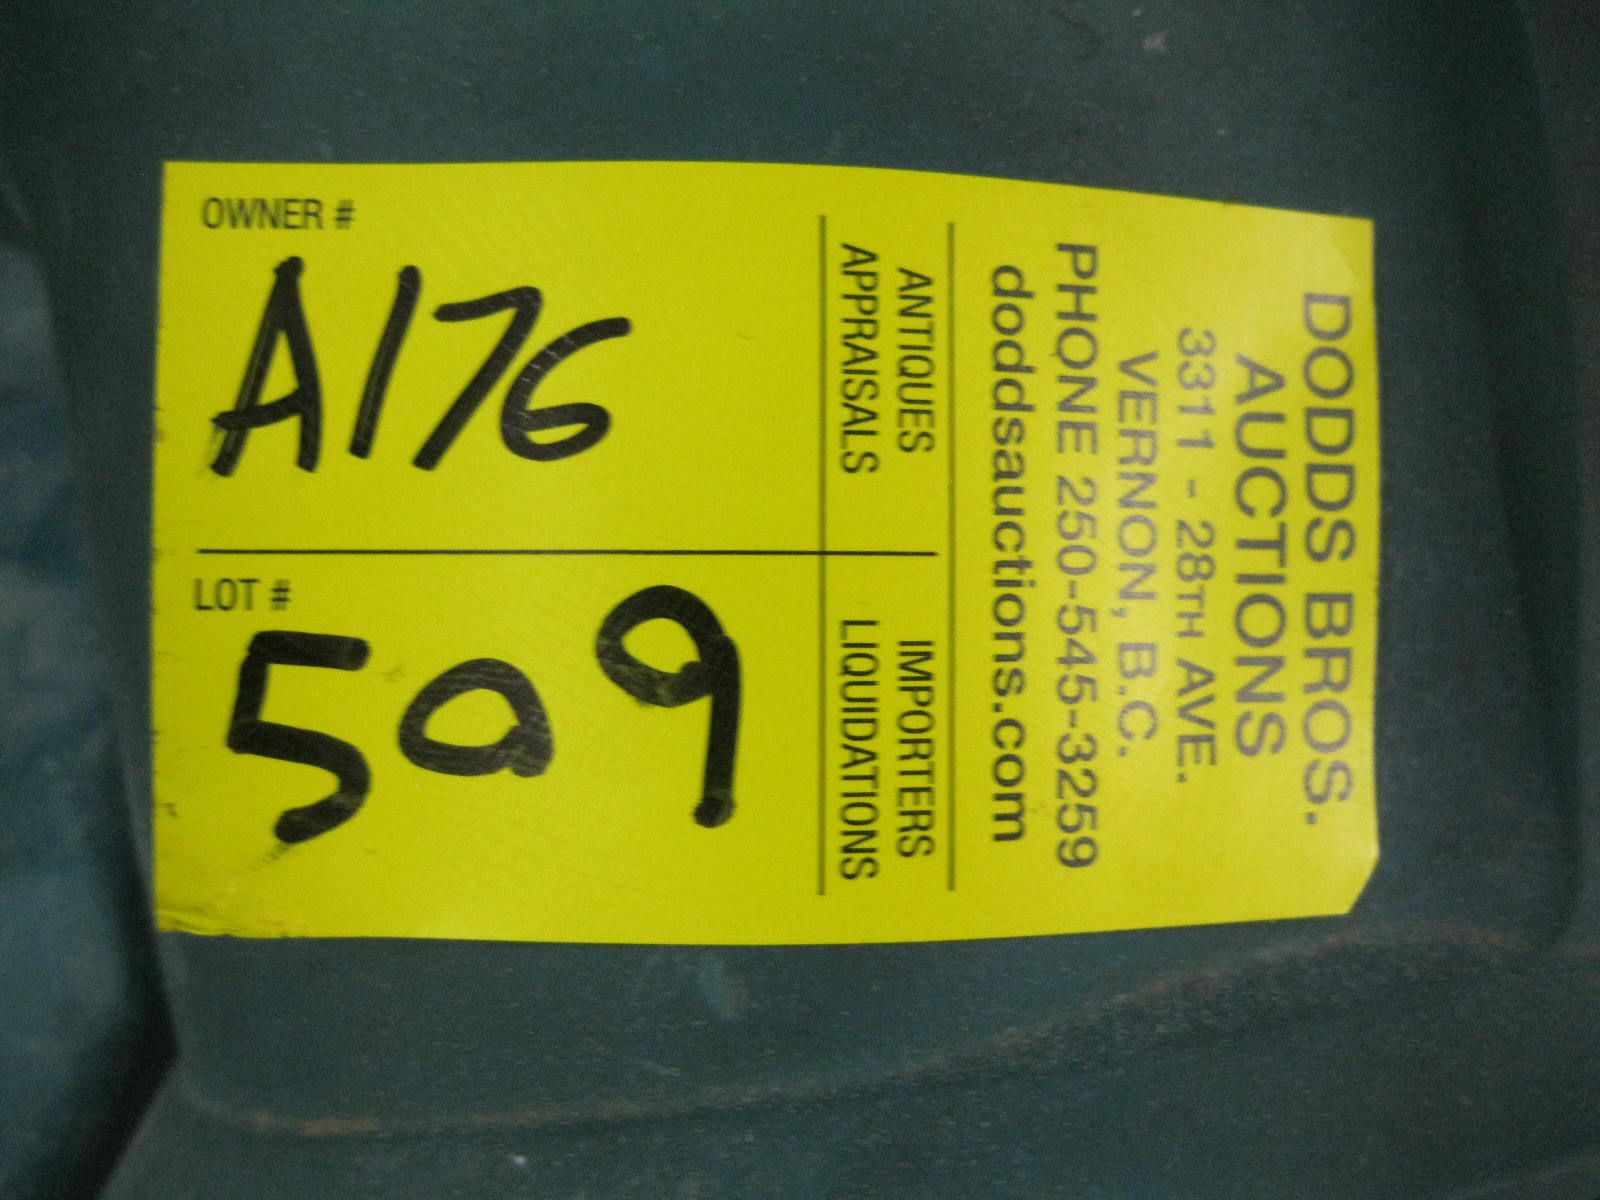 DODDS BROS.
AUCTIONS
3311 - 28TH AVE.
VERNON, B.C.
PHONE 250-545-3259
doddsauctions.com
ANTIQUES IMPORTERS
APPRAISALS LIQUIDATIONS
OWNER #
A176
LOT #
509